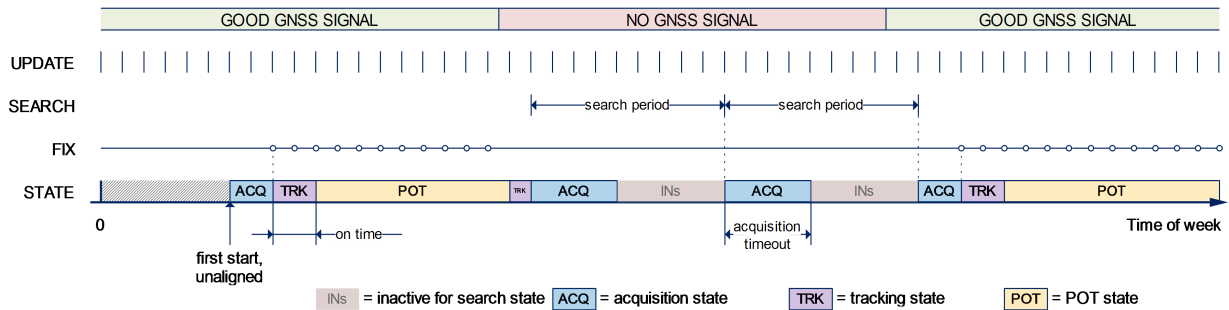 GOOD GNSS SIGNAL NO GNSS SIGNAL GOOD GNSS SIGNAL
UPDATE
SEARCH search period search period
FIX
STATE ACQ TRK POT TRK ACQ INs ACQ INs ACQ TRK POT
0 Time of week
on time acquisition
timeout
first start,
unaligned
INs = inactive for search state ACQ = acquisition state TRK = tracking state POT = POT state